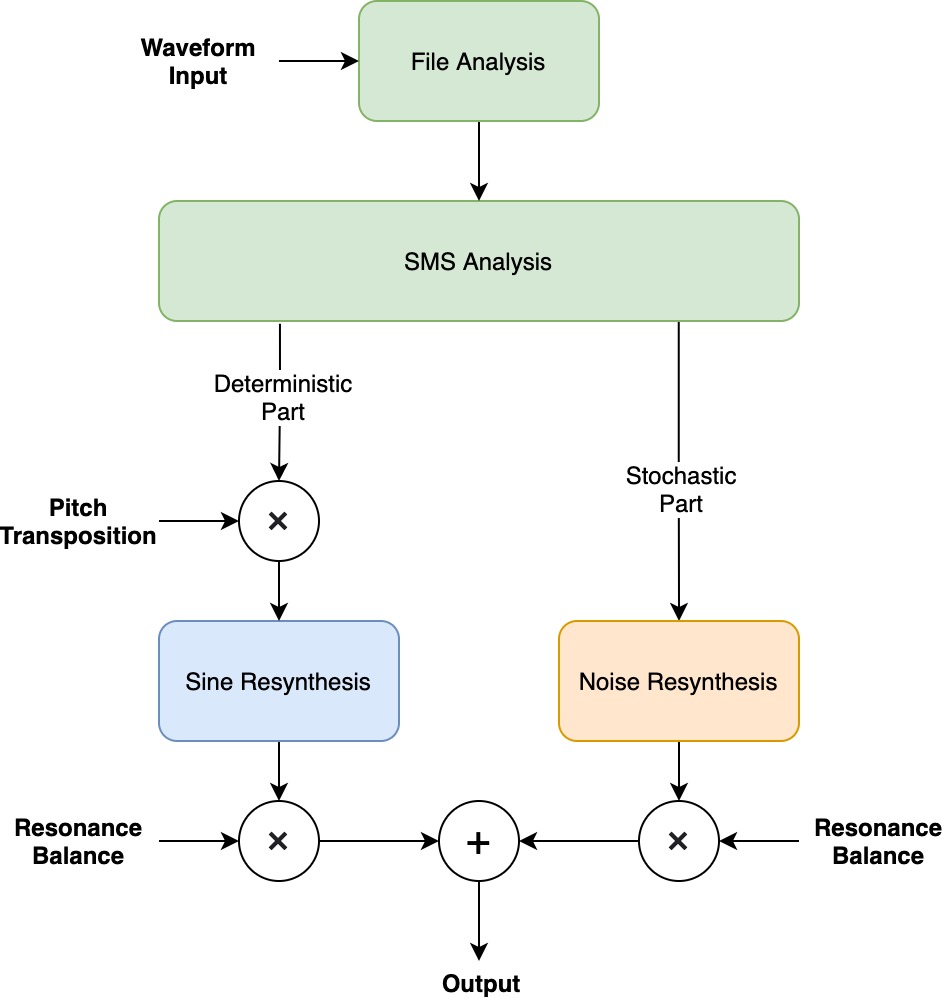 Waveform
Input
File Analysis
SMS Analysis
Deterministic
Part
Stochastic
Part
Pitch
Transposition
×
Sine Resynthesis
Noise Resynthesis
Resonance
Balance
×
+
×
Resonance
Balance
Output